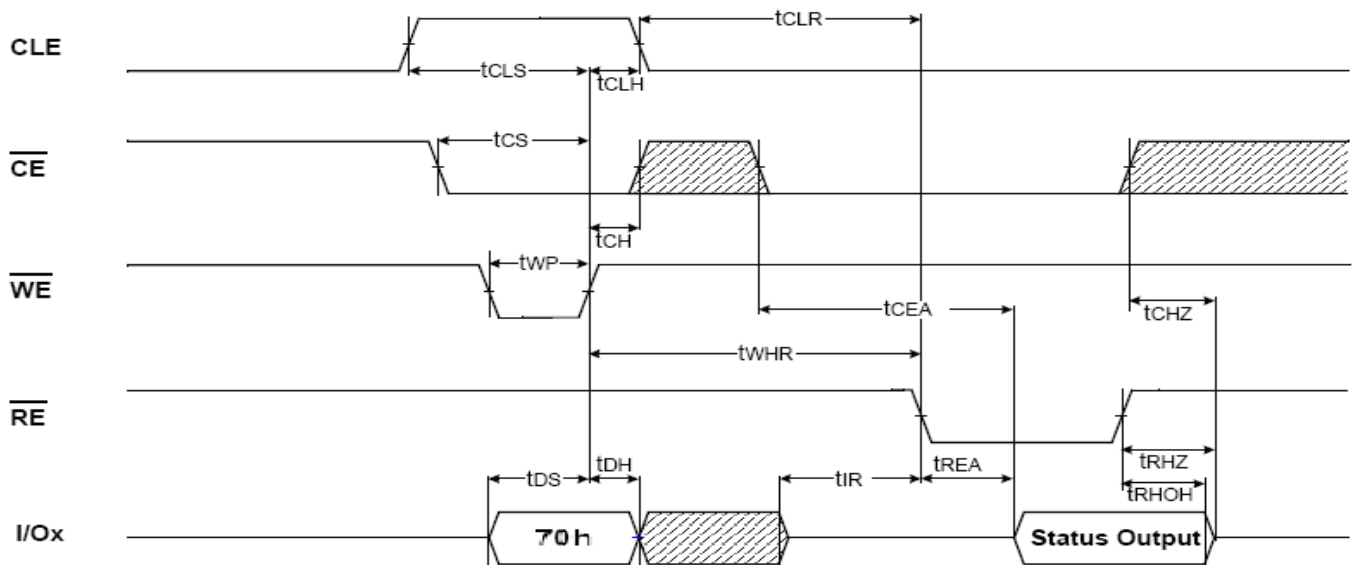 tCLR
CLE
tCLS
tCLH
CE
tCS
tCH
WE
tWP
tCEA
tCHZ
tWHR
RE
tDS
tDH
tIR
tREA
tRHZ
tRHOH
I/Ox
70h
Status Output